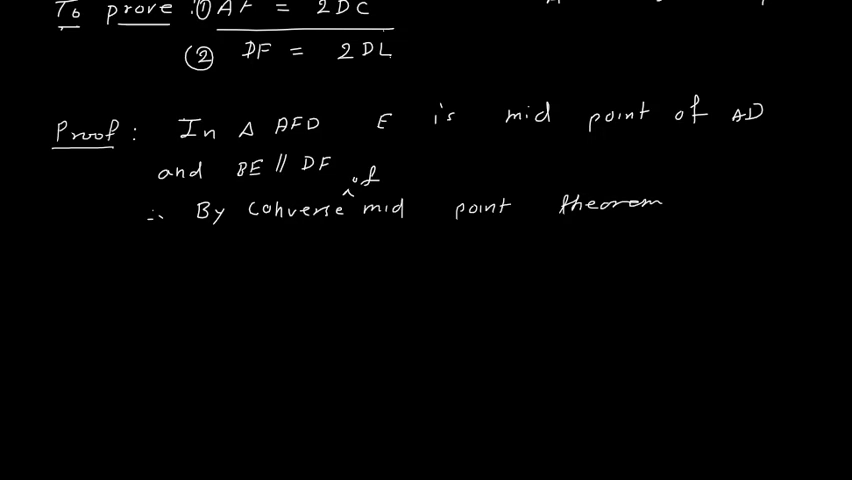 To prove : ① AF = 2DC
② DF = 2DL
Proof : In Δ AFD E is mid point of AD
and BE ∥ DF
∴ By converse ^of mid point theorem